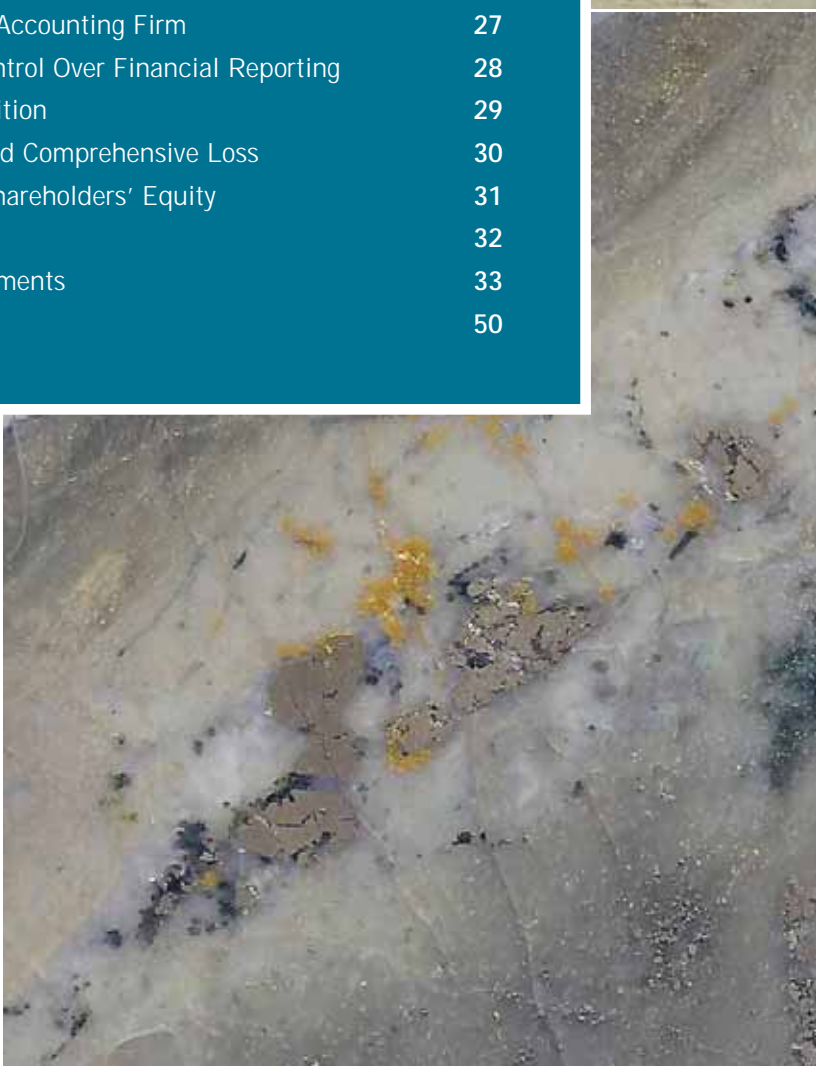 Accounting Firm 27
ntrol Over Financial Reporting 28
ition 29
d Comprehensive Loss 30
hareholders' Equity 31
32
ments 33
50